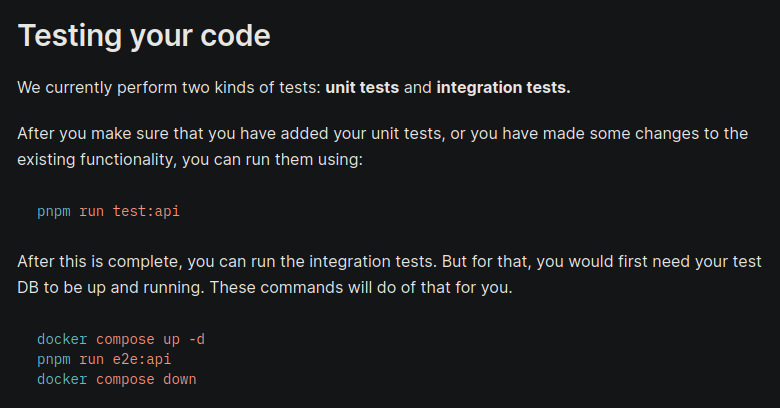 Testing your code
We currently perform two kinds of tests: unit tests and integration tests.
After you make sure that you have added your unit tests, or you have made some changes to the
existing functionality, you can run them using:
pnpm run test:api
After this is complete, you can run the integration tests. But for that, you would first need your test
DB to be up and running. These commands will do of that for you.
docker compose up -d
pnpm run e2e:api
docker compose down